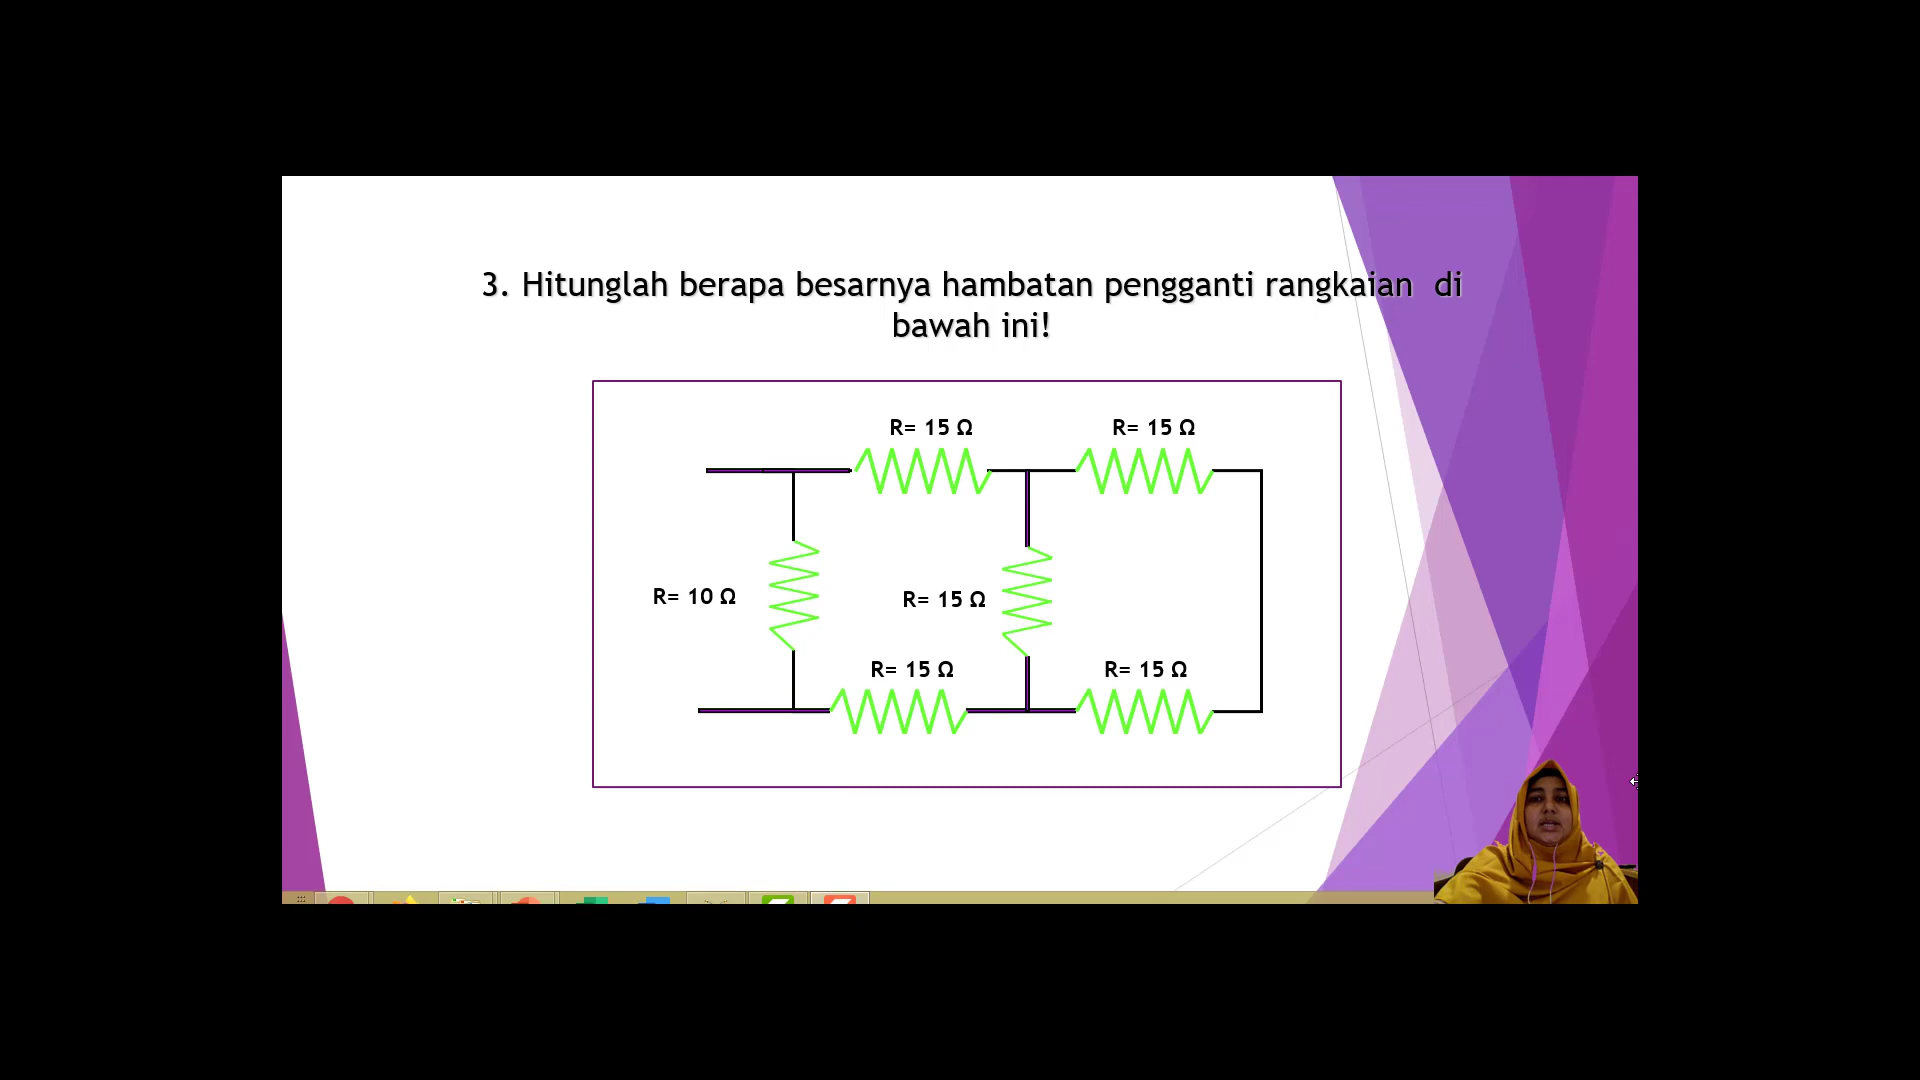 3. Hitunglah berapa besarnya hambatan pengganti rangkaian di
bawah ini!
R= 15 Ω
R= 15 Ω
R= 10 Ω
R= 15 Ω
R= 15 Ω
R= 15 Ω